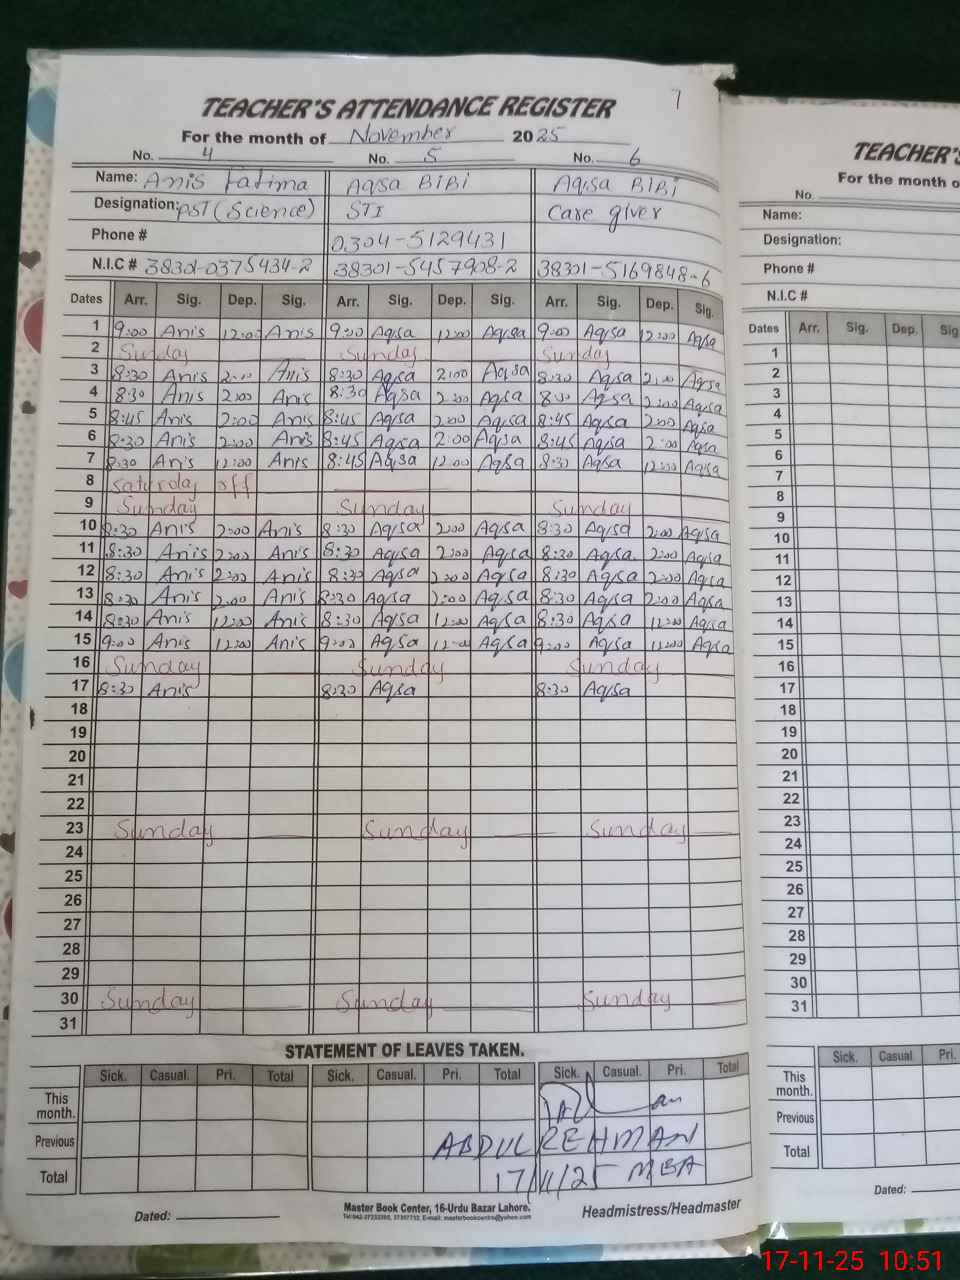 7
TEACHER'S ATTENDANCE REGISTER
For the month of November 2025
No. 4 No. 5 No. 6
Name: Anis Fatima Aqsa BiBi Aqsa BiBi
Designation: PST (Science) STI Care giver
Phone # 0304-5129431
N.I.C # 38301-0375434-2 38301-5457908-2 38301-5169848-6
Dates Arr. Sig. Dep. Sig. Arr. Sig. Dep. Sig. Arr. Sig. Dep. Sig.
1 9:00 Anis 12:00 Anis 9:00 Aqsa 12:00 Aqsa 9:00 Aqsa 12:00 Aqsa
2 Sunday Sunday Sunday
3 8:30 Anis 2:00 Anis 8:30 Aqsa 2:00 Aqsa 8:30 Aqsa 2:00 Aqsa
4 8:30 Anis 2:00 Anis 8:30 Aqsa 2:00 Aqsa Aqsa 2:00 Aqsa
5 8:45 Anis 2:00 Anis 8:45 Aqsa 2:00 Aqsa 8:45 Aqsa 2:00 Aqsa
6 8:30 Anis 2:00 Anis 8:45 Aqsa 2:00 Aqsa 8:45 Aqsa 2:00 Aqsa
7 8:30 Anis 12:00 Anis 8:45 Aqsa 12:00 Aqsa 8:30 Aqsa 12:00 Aqsa
8 Saturday off
9 Sunday Sunday Sunday
10 8:30 Anis 2:00 Anis 8:30 Aqsa 2:00 Aqsa 8:30 Aqsa 2:00 Aqsa
11 8:30 Anis 2:00 Anis 8:30 Aqsa 2:00 Aqsa 8:30 Aqsa 2:00 Aqsa
12 8:30 Anis 2:00 Anis 8:30 Aqsa 2:00 Aqsa 8:30 Aqsa 2:00 Aqsa
13 8:30 Anis 2:00 Anis 8:30 Aqsa 2:00 Aqsa 8:30 Aqsa 2:00 Aqsa
14 8:30 Anis 12:00 Anis 8:30 Aqsa 12:00 Aqsa 8:30 Aqsa 12:00 Aqsa
15 9:00 Anis 12:00 Anis 9:00 Aqsa 12:00 Aqsa 9:00 Aqsa 12:00 Aqsa
16 Sunday Sunday Sunday
17 8:30 Anis 8:30 Aqsa 8:30 Aqsa
18
19
20
21
22
23 Sunday Sunday Sunday
24
25
26
27
28
29
30 Sunday Sunday Sunday
31
STATEMENT OF LEAVES TAKEN.
Sick. Casual. Pri. Total Sick. Casual. Pri. Total Sick. Casual. Pri. Total
This month.
Previous ABDUL REHMAN
Total 17/11/25 MEA
Dated:
Master Book Center, 16-Urdu Bazar Lahore.
Headmistress/Headmaster
TEACHER'S
For the month o
No.
Name:
Designation:
Phone #
N.I.C #
Dates Arr. Sig. Dep. Sig
1
2
3
4
5
6
7
8
9
10
11
12
13
14
15
16
17
18
19
20
21
22
23
24
25
26
27
28
29
30
31
Sick. Casual Pri.
This month.
Previous
Total
Dated:
17-11-25 10:51